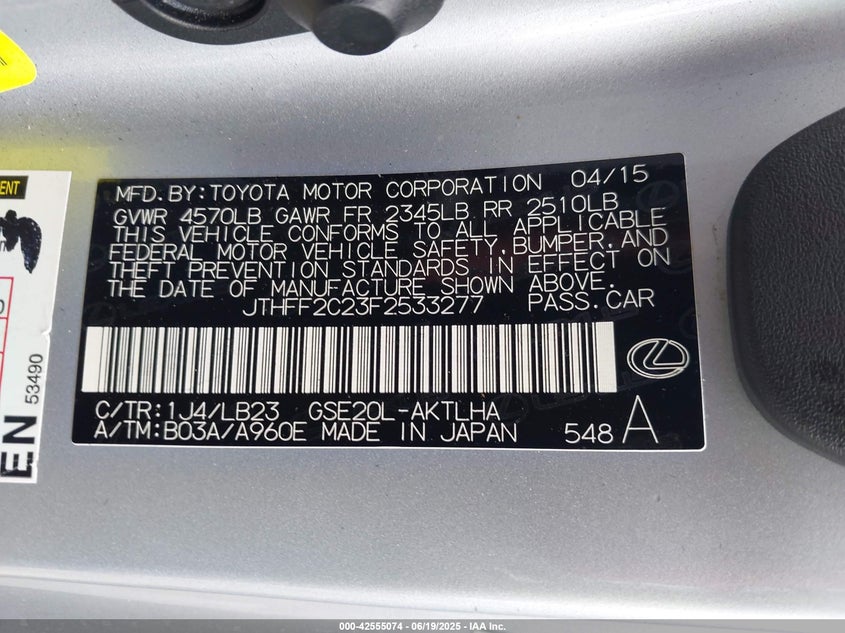 MFD.BY:TOYOTA MOTOR CORPORATION 04/15
GVWR 4570LB GAWR FR 2345LB RR 2510LB
THIS VEHICLE CONFORMS TO ALL APPLICABLE
FEDERAL MOTOR VEHICLE SAFETY,BUMPER,AND
THEFT PREVENTION STANDARDS IN EFFECT ON
THE DATE OF MANUFACTURE SHOWN ABOVE.
JTHFF2C23F2533277 PASS.CAR
C/TR:1J4/LB23 GSE20L-AKTLHA
A/TM:B03A/A960E MADE IN JAPAN 548 A
53490
EN
000-42555074 - 06/19/2025 - IAA Inc.